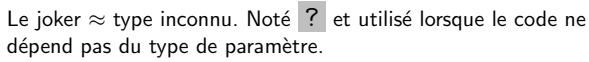 Le joker ≈ type inconnu. Noté ? et utilisé lorsque le code ne
dépend pas du type de paramètre.